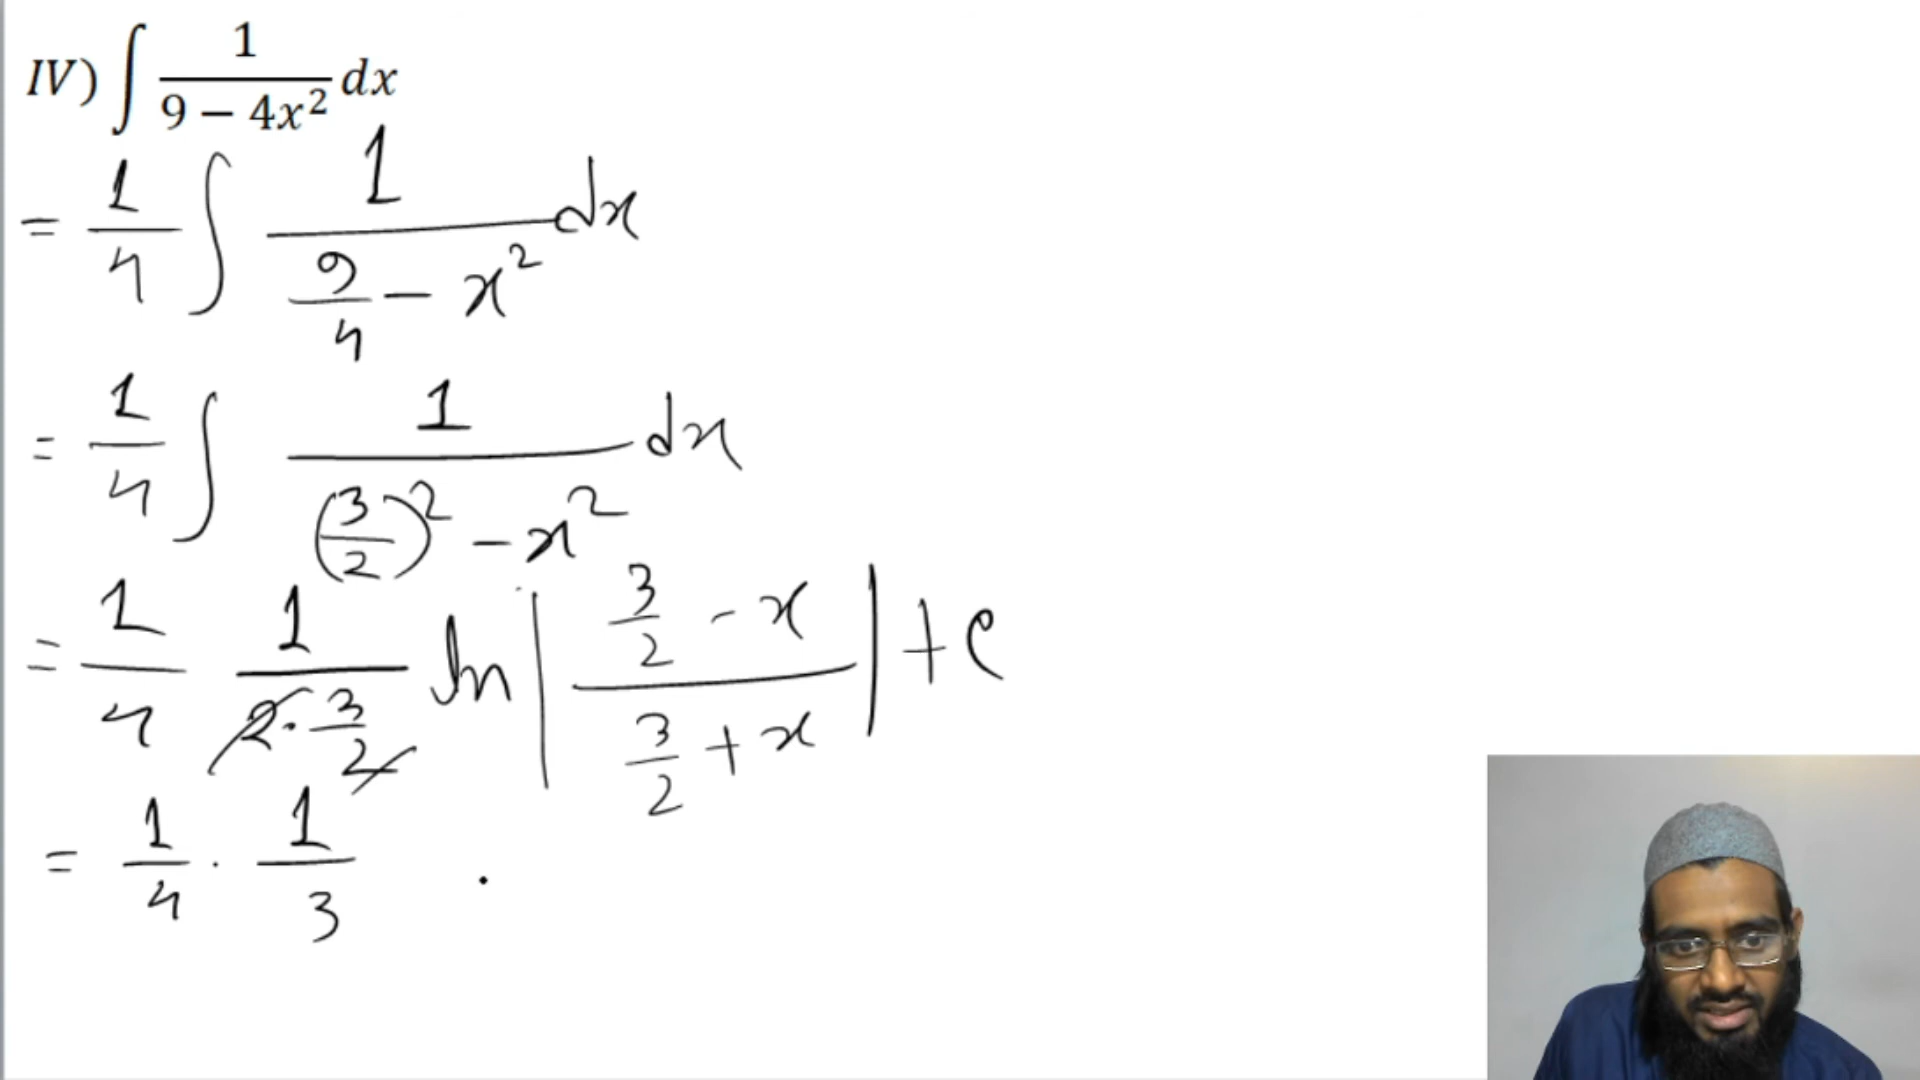 IV) ∫ 1/(9 − 4x²) dx
= 1/4 ∫ 1/(9/4 − x²) dx
= 1/4 ∫ 1/((3/2)² − x²) dx
= 1/4 1/(2·3/2) ln |(3/2 − x)/(3/2 + x)| + c
= 1/4 · 1/3 .